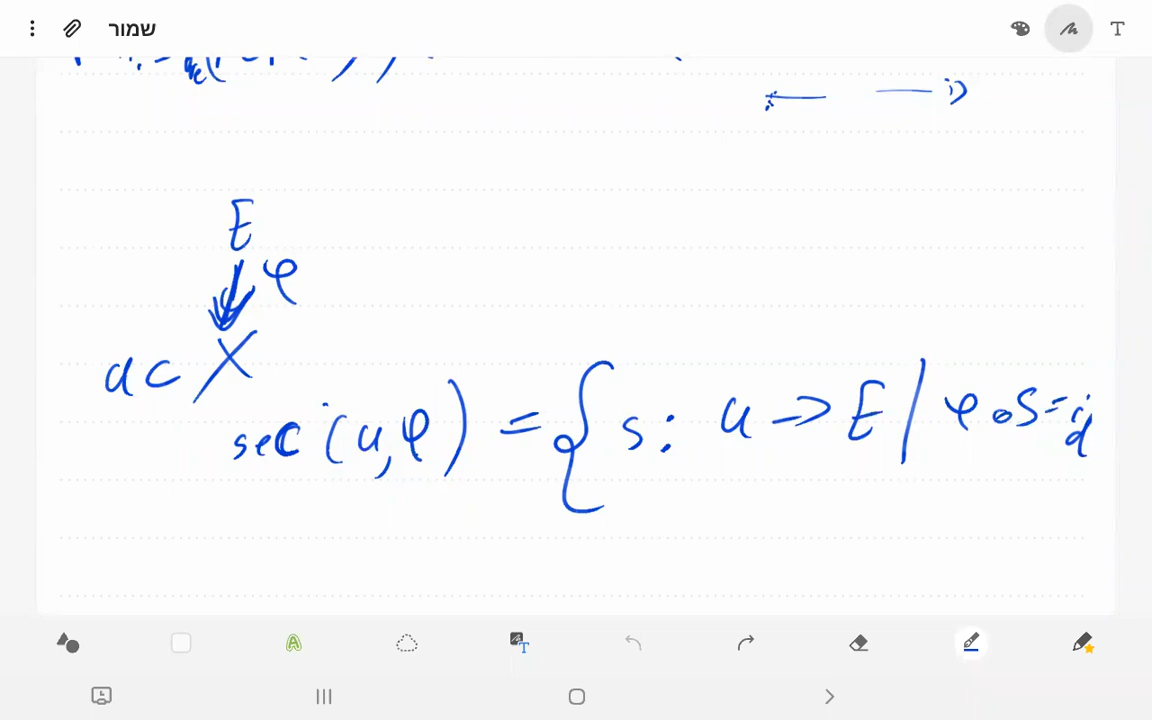 שמור
T
E
↓ φ
u ⊂ X
sec(u,φ) = { s: u → E / φ∘s = id